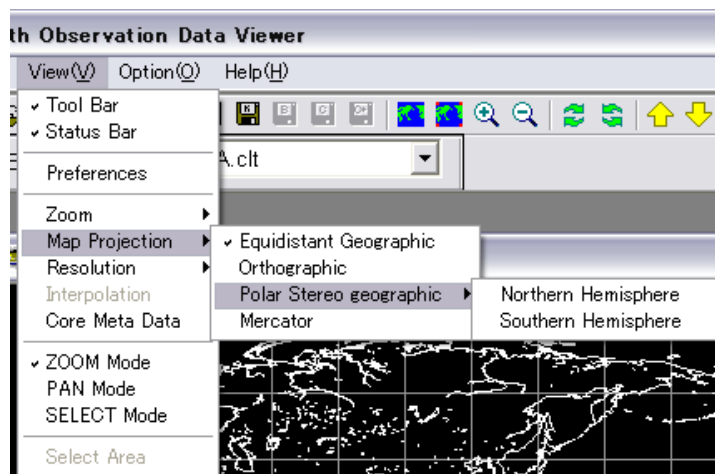 th Observation Data Viewer
View(V) Option(O) Help(H)
Tool Bar
Status Bar
A.clt
Preferences
Zoom
Map Projection
Equidistant Geographic
Resolution
Orthographic
Interpolation
Polar Stereo geographic
Northern Hemisphere
Core Meta Data
Mercator
Southern Hemisphere
ZOOM Mode
PAN Mode
SELECT Mode
Select Area